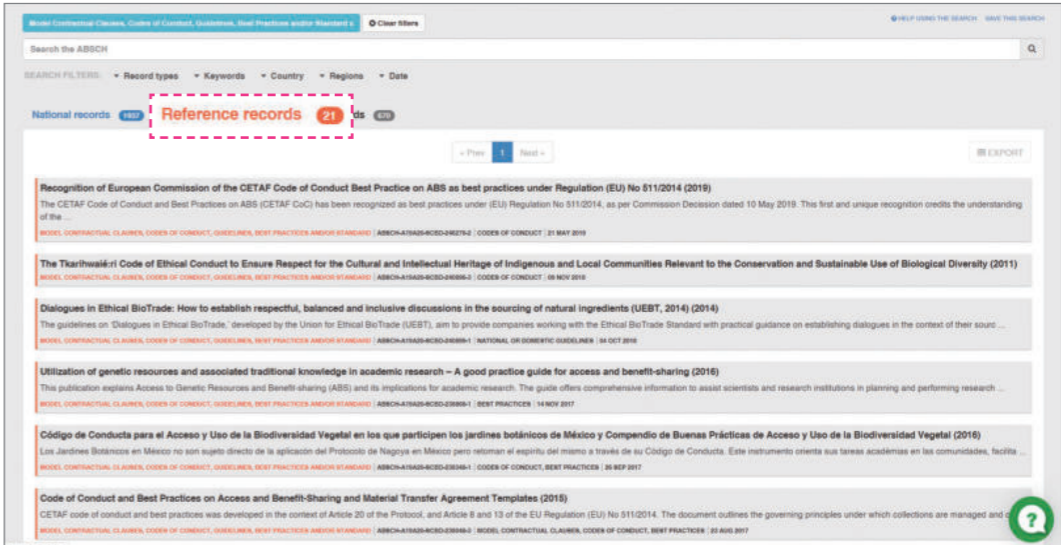 Model Contractual Clauses, Codes of Conduct, Guidelines, Best Practices and/or Standard x Clear filters HELP USING THE SEARCH SAVE THIS SEARCH
Search the ABSCH
SEARCH FILTERS: Record types Keywords Country Regions Date
National records 1937 Reference records 21 ds 670
« Prev 1 Next » EXPORT
Recognition of European Commission of the CETAF Code of Conduct Best Practice on ABS as best practices under Regulation (EU) No 511/2014 (2019)
The CETAF Code of Conduct and Best Practices on ABS (CETAF CoC) has been recognized as best practices under (EU) Regulation No 511/2014, as per Commission Decission dated 10 May 2019. This first and unique recognition credits the understanding
of the ...
MODEL CONTRACTUAL CLAUSES, CODES OF CONDUCT, GUIDELINES, BEST PRACTICES AND/OR STANDARD | | CODES OF CONDUCT | 21 MAY 2019
The Tkarihwaié:ri Code of Ethical Conduct to Ensure Respect for the Cultural and Intellectual Heritage of Indigenous and Local Communities Relevant to the Conservation and Sustainable Use of Biological Diversity (2011)
MODEL CONTRACTUAL CLAUSES, CODES OF CONDUCT, GUIDELINES, BEST PRACTICES AND/OR STANDARD | | CODES OF CONDUCT | NOV 2018
Dialogues in Ethical BioTrade: How to establish respectful, balanced and inclusive discussions in the sourcing of natural ingredients (UEBT, 2014) (2014)
The guidelines on 'Dialogues in Ethical BioTrade,' developed by the Union for Ethical BioTrade (UEBT), aim to provide companies working with the Ethical BioTrade Standard with practical guidance on establishing dialogues in the context of their sourc ...
MODEL CONTRACTUAL CLAUSES, CODES OF CONDUCT, GUIDELINES, BEST PRACTICES AND/OR STANDARD | | NATIONAL OR DOMESTIC GUIDELINES | 04 OCT 2018
Utilization of genetic resources and associated traditional knowledge in academic research – A good practice guide for access and benefit-sharing (2016)
This publication explains Access to Genetic Resources and Benefit-sharing (ABS) and its implications for academic research. The guide offers comprehensive information to assist scientists and research institutions in planning and performing research ...
MODEL CONTRACTUAL CLAUSES, CODES OF CONDUCT, GUIDELINES, BEST PRACTICES AND/OR STANDARD | | BEST PRACTICES | 14 NOV 2017
Código de Conducta para el Acceso y Uso de la Biodiversidad Vegetal en los que participen los jardines botánicos de México y Compendio de Buenas Prácticas de Acceso y Uso de la Biodiversidad Vegetal (2016)
Los Jardines Botánicos en México no son sujeto directo de la aplicación del Protocolo de Nagoya en México pero retoman el espíritu del mismo a través de su Código de Conducta. Este instrumento orienta sus tareas académias en las comunidades, facilita ...
MODEL CONTRACTUAL CLAUSES, CODES OF CONDUCT, GUIDELINES, BEST PRACTICES AND/OR STANDARD | | CODES OF CONDUCT, BEST PRACTICES | SEP 2017
Code of Conduct and Best Practices on Access and Benefit-Sharing and Material Transfer Agreement Templates (2015)
CETAF code of conduct and best practices was developed in the context of Article 20 of the Protocol, and Article 8 and 13 of the EU Regulation (EU) No 511/2014. The document outlines the governing principles under which collections are managed and
MODEL CONTRACTUAL CLAUSES, CODES OF CONDUCT, GUIDELINES, BEST PRACTICES AND/OR STANDARD | | MODEL CONTRACTUAL CLAUSES, CODES OF CONDUCT, BEST PRACTICES | AUG 2017
?